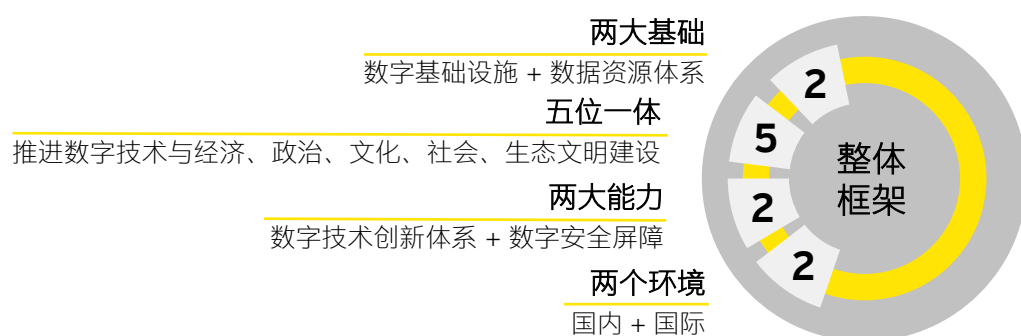 两大基础
数字基础设施 + 数据资源体系
五位一体
推进数字技术与经济、政治、文化、社会、生态文明建设
两大能力
数字技术创新体系 + 数字安全屏障
两个环境
国内 + 国际
2
5
2
2
整体
框架